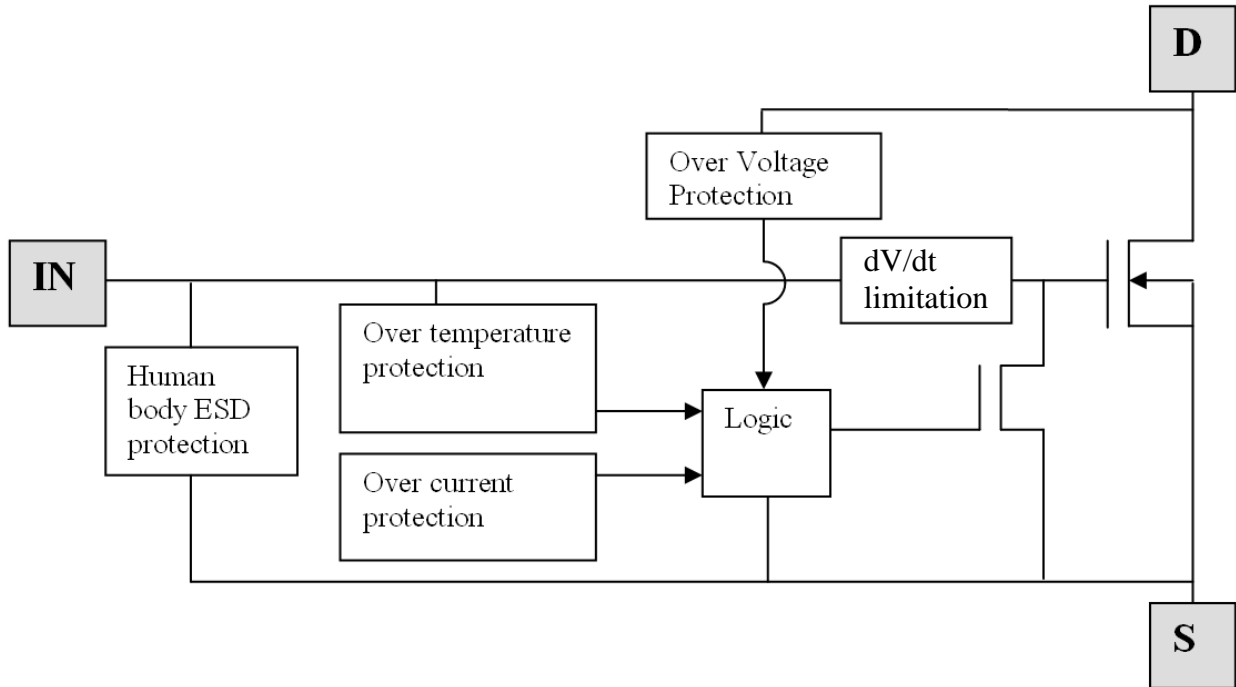 D
Over Voltage
Protection
IN
dV/dt
limitation
Over temperature
protection
Human
body ESD
protection
Logic
Over current
protection
S